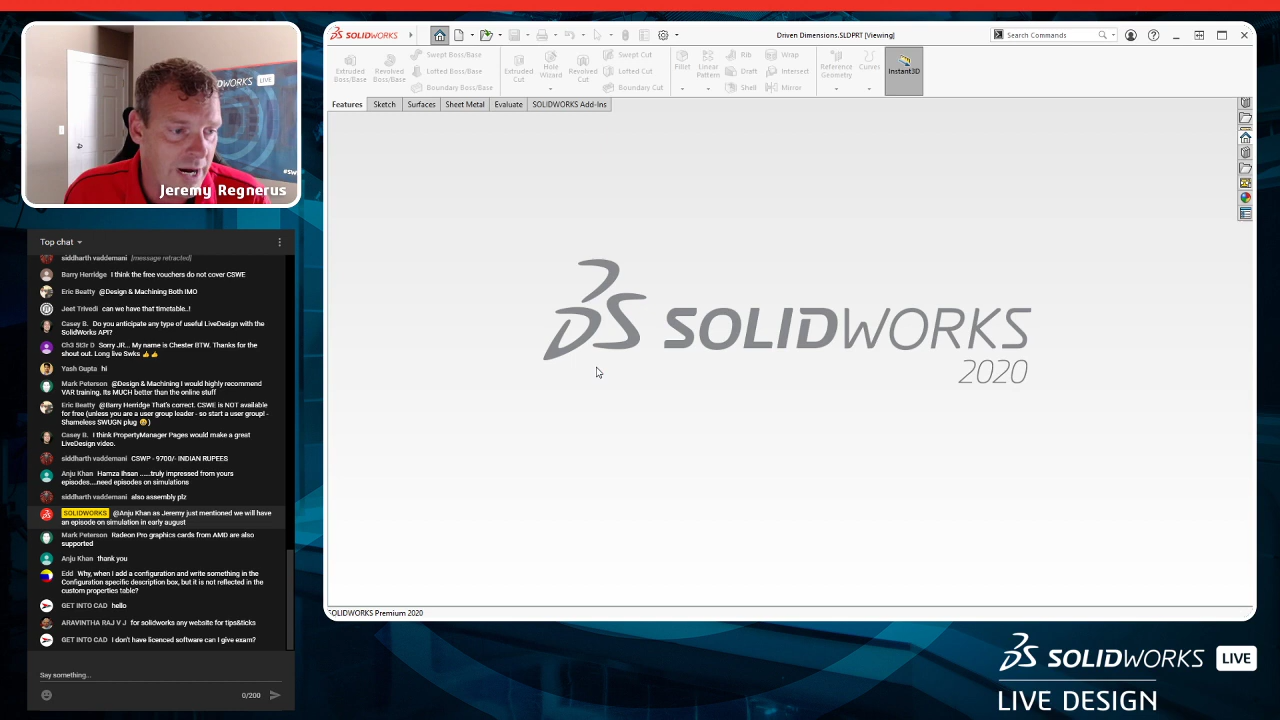 SOLIDWORKS
Driven Dimensions.SLDPRT [Viewing]
Search Commands
Extruded Boss/Base
Revolved Boss/Base
Swept Boss/Base
Lofted Boss/Base
Boundary Boss/Base
Extruded Cut
Hole Wizard
Revolved Cut
Swept Cut
Lofted Cut
Boundary Cut
Fillet
Linear Pattern
Rib
Draft
Shell
Wrap
Intersect
Mirror
Reference Geometry
Curves
Instant3D
Features
Sketch
Surfaces
Sheet Metal
Evaluate
SOLIDWORKS Add-Ins
DWORKS LIVE
#SW
Jeremy Regnerus
Top chat
siddharth vaddemani [message retracted]
Barry Herridge I think the free vouchers do not cover CSWE
Eric Beatty @Design & Machining Both IMO
Jeet Trivedi can we have that timetable..!
Casey B. Do you anticipate any type of useful LiveDesign with the
SolidWorks API?
Ch3 5t3r D Sorry JR... My name is Chester BTW. Thanks for the
shout out. Long live Swks 👍👍
Yash Gupta hi
Mark Peterson @Design & Machining I would highly recommend
VAR training. Its MUCH better than the online stuff
Eric Beatty @Barry Herridge That's correct. CSWE is NOT available
for free (unless you are a user group leader - so start a user group! -
Shameless SWUGN plug 😄)
Casey B. I think PropertyManager Pages would make a great
LiveDesign video.
siddharth vaddemani CSWP - 9700/- INDIAN RUPEES
Anju Khan Hamza Ihsan ......truly impressed from yours
episodes....need episodes on simulations
siddharth vaddemani also assembly plz
SOLIDWORKS @Anju Khan as Jeremy just mentioned we will have
an episode on simulation in early august
Mark Peterson Radeon Pro graphics cards from AMD are also
supported
Anju Khan thank you
Edd Why, when I add a configuration and write something in the
Configuration specific description box, but it is not reflected in the
custom properties table?
GET INTO CAD hello
ARAVINTHA RAJ V J for solidworks any website for tips&ticks
GET INTO CAD I don't have licenced software can I give exam?
Say something...
0/200
SOLIDWORKS
2020
SOLIDWORKS Premium 2020
SOLIDWORKS LIVE
LIVE DESIGN